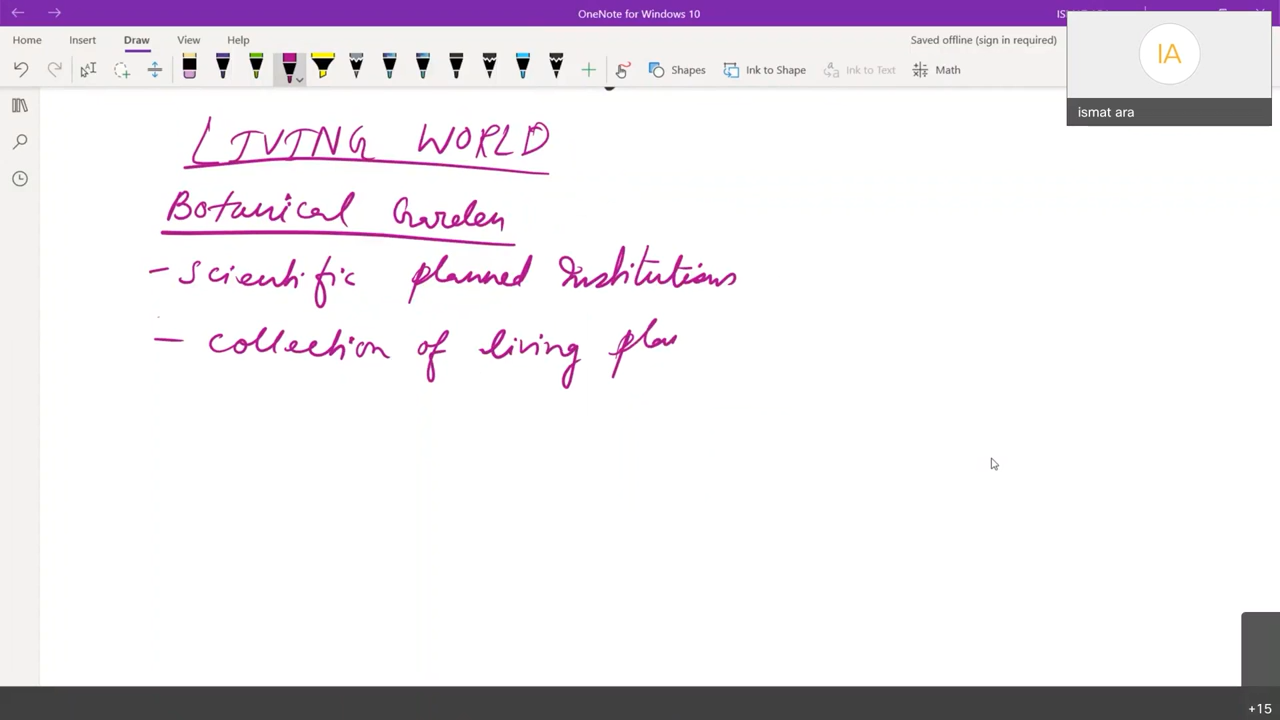 OneNote for Windows 10
Home Insert Draw View Help
Saved offline (sign in required)
IA
ismat ara
Shapes
Ink to Shape
Ink to Text
Math
LIVING WORLD
Botanical Garden
- Scientific planned Institutions
- collection of living plan
+15